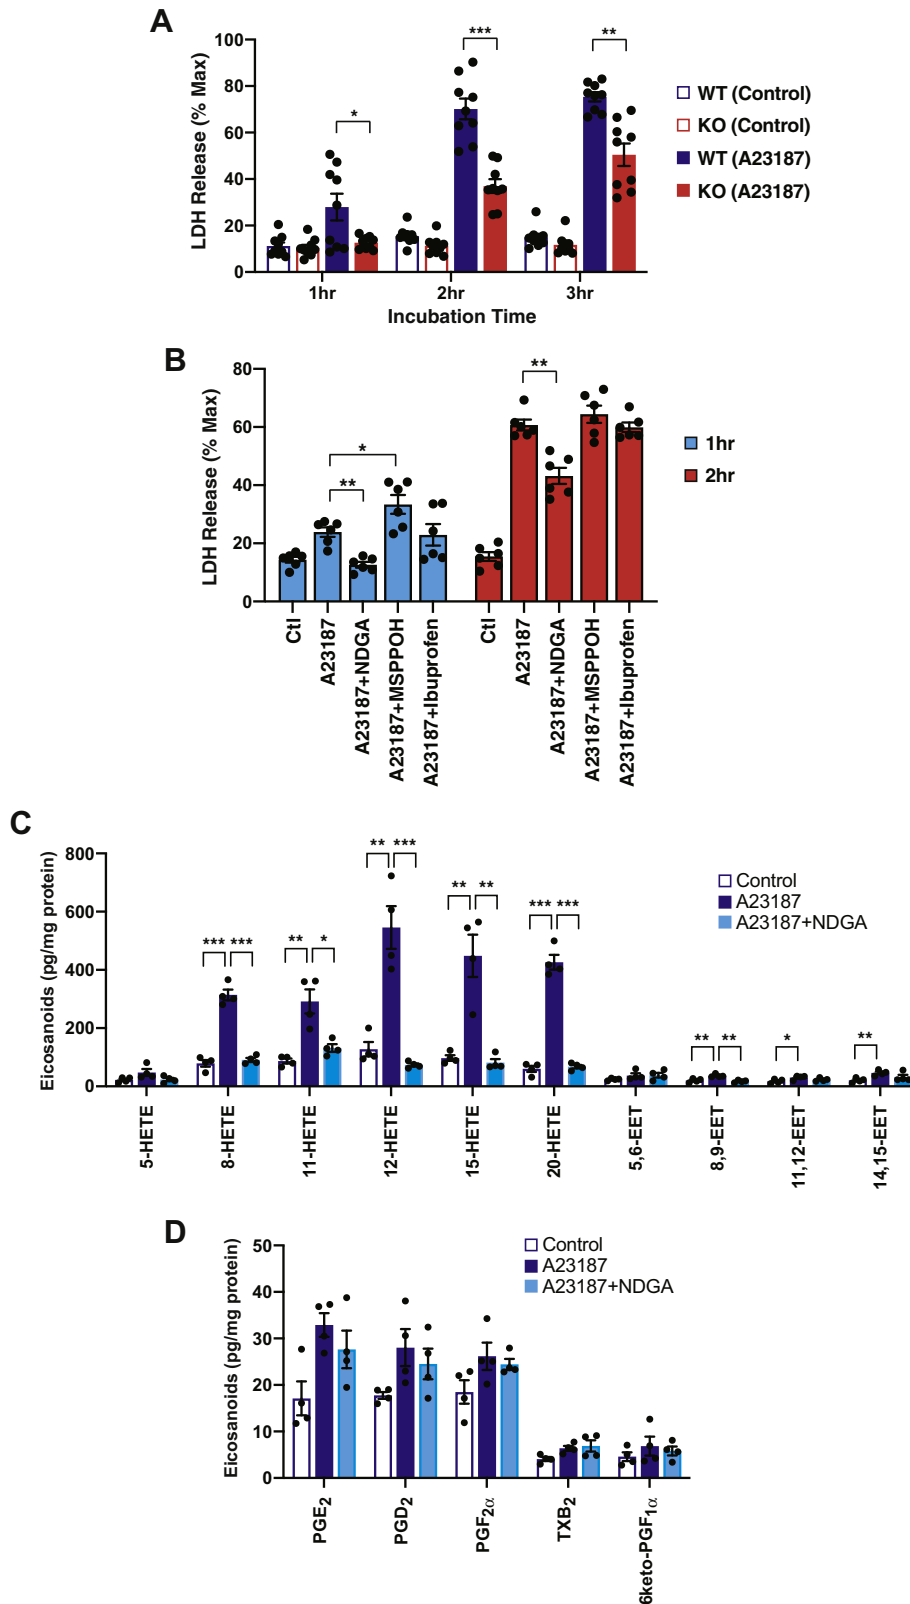 A
LDH Release (% Max)
100
80
60
40
20
0
*
***
**
1hr
2hr
3hr
Incubation Time
WT (Control)
KO (Control)
WT (A23187)
KO (A23187)
B
LDH Release (% Max)
80
60
40
20
0
**
*
**
Ctl
A23187
A23187+NDGA
A23187+MSPPOH
A23187+Ibuprofen
Ctl
A23187
A23187+NDGA
A23187+MSPPOH
A23187+Ibuprofen
1hr
2hr
C
Eicosanoids (pg/mg protein)
800
600
400
200
0
*** ***
** *
** ***
** **
*** ***
** **
*
**
Control
A23187
A23187+NDGA
5-HETE
8-HETE
11-HETE
12-HETE
15-HETE
20-HETE
5,6-EET
8,9-EET
11,12-EET
14,15-EET
D
Eicosanoids (pg/mg protein)
50
40
30
20
10
0
Control
A23187
A23187+NDGA
PGE2
PGD2
PGF2α
TXB2
6keto-PGF1α